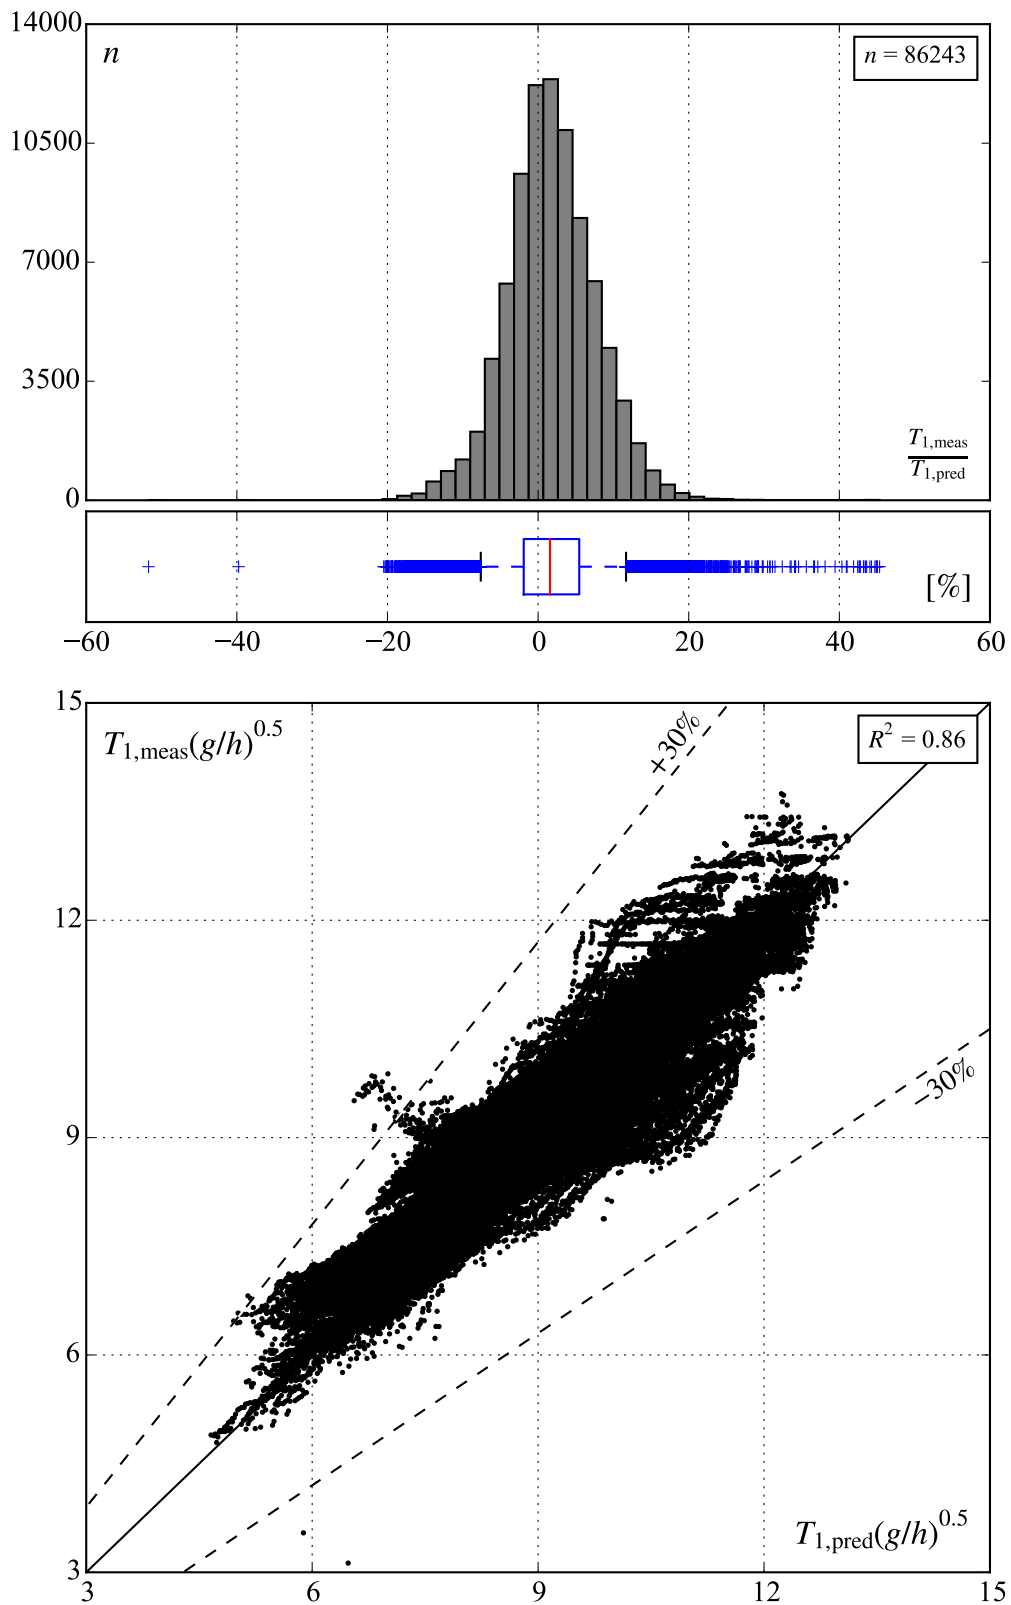 14000
n
n = 86243
10500
7000
3500
T1,meas
T1,pred
0
[%]
−60 −40 −20 0 20 40 60
15
T1,meas(g/h)^0.5
+30%
R² = 0.86
12
−30%
9
6
T1,pred(g/h)^0.5
3
3 6 9 12 15